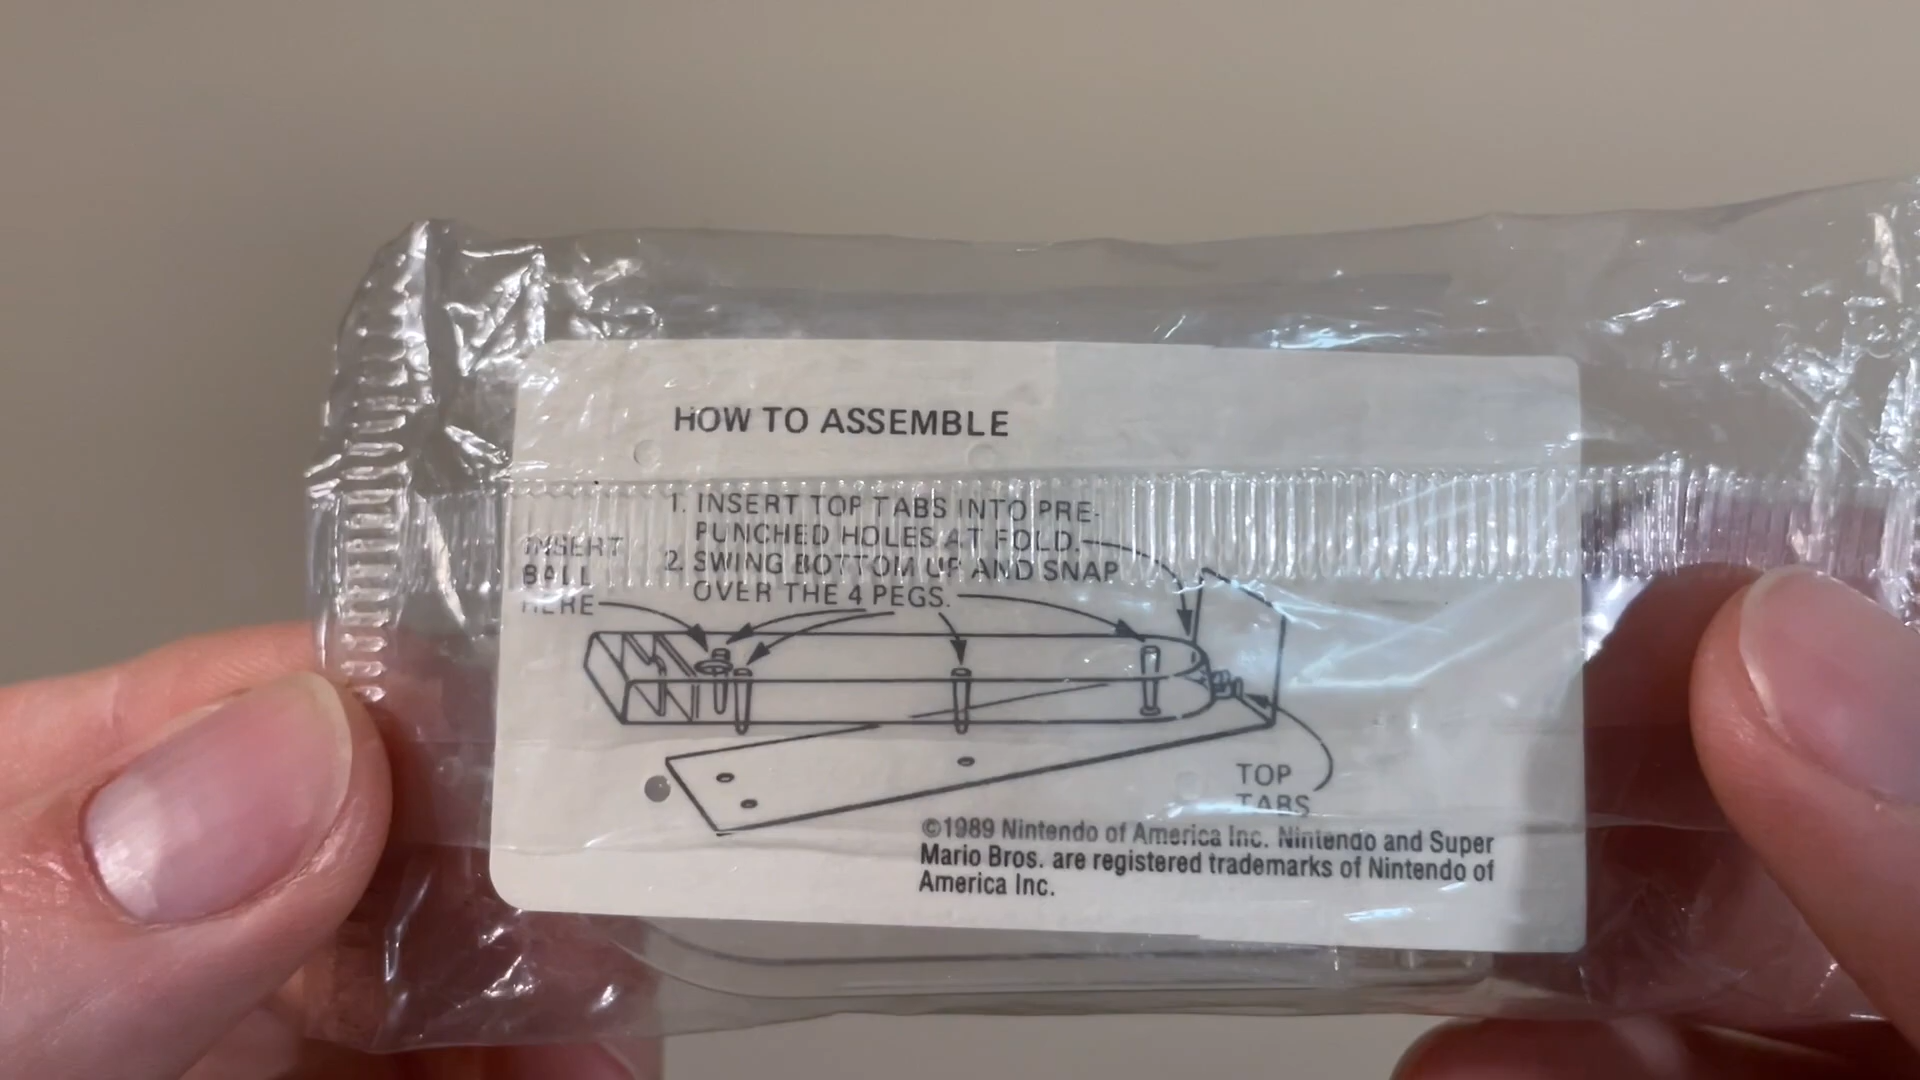 HOW TO ASSEMBLE
1. INSERT TOP TABS INTO PRE-
PUNCHED HOLES AT FOLD.
2. SWING BOTTOM UP AND SNAP
OVER THE 4 PEGS.
INSERT
BALL
HERE
TOP
TABS
©1989 Nintendo of America Inc. Nintendo and Super
Mario Bros. are registered trademarks of Nintendo of
America Inc.